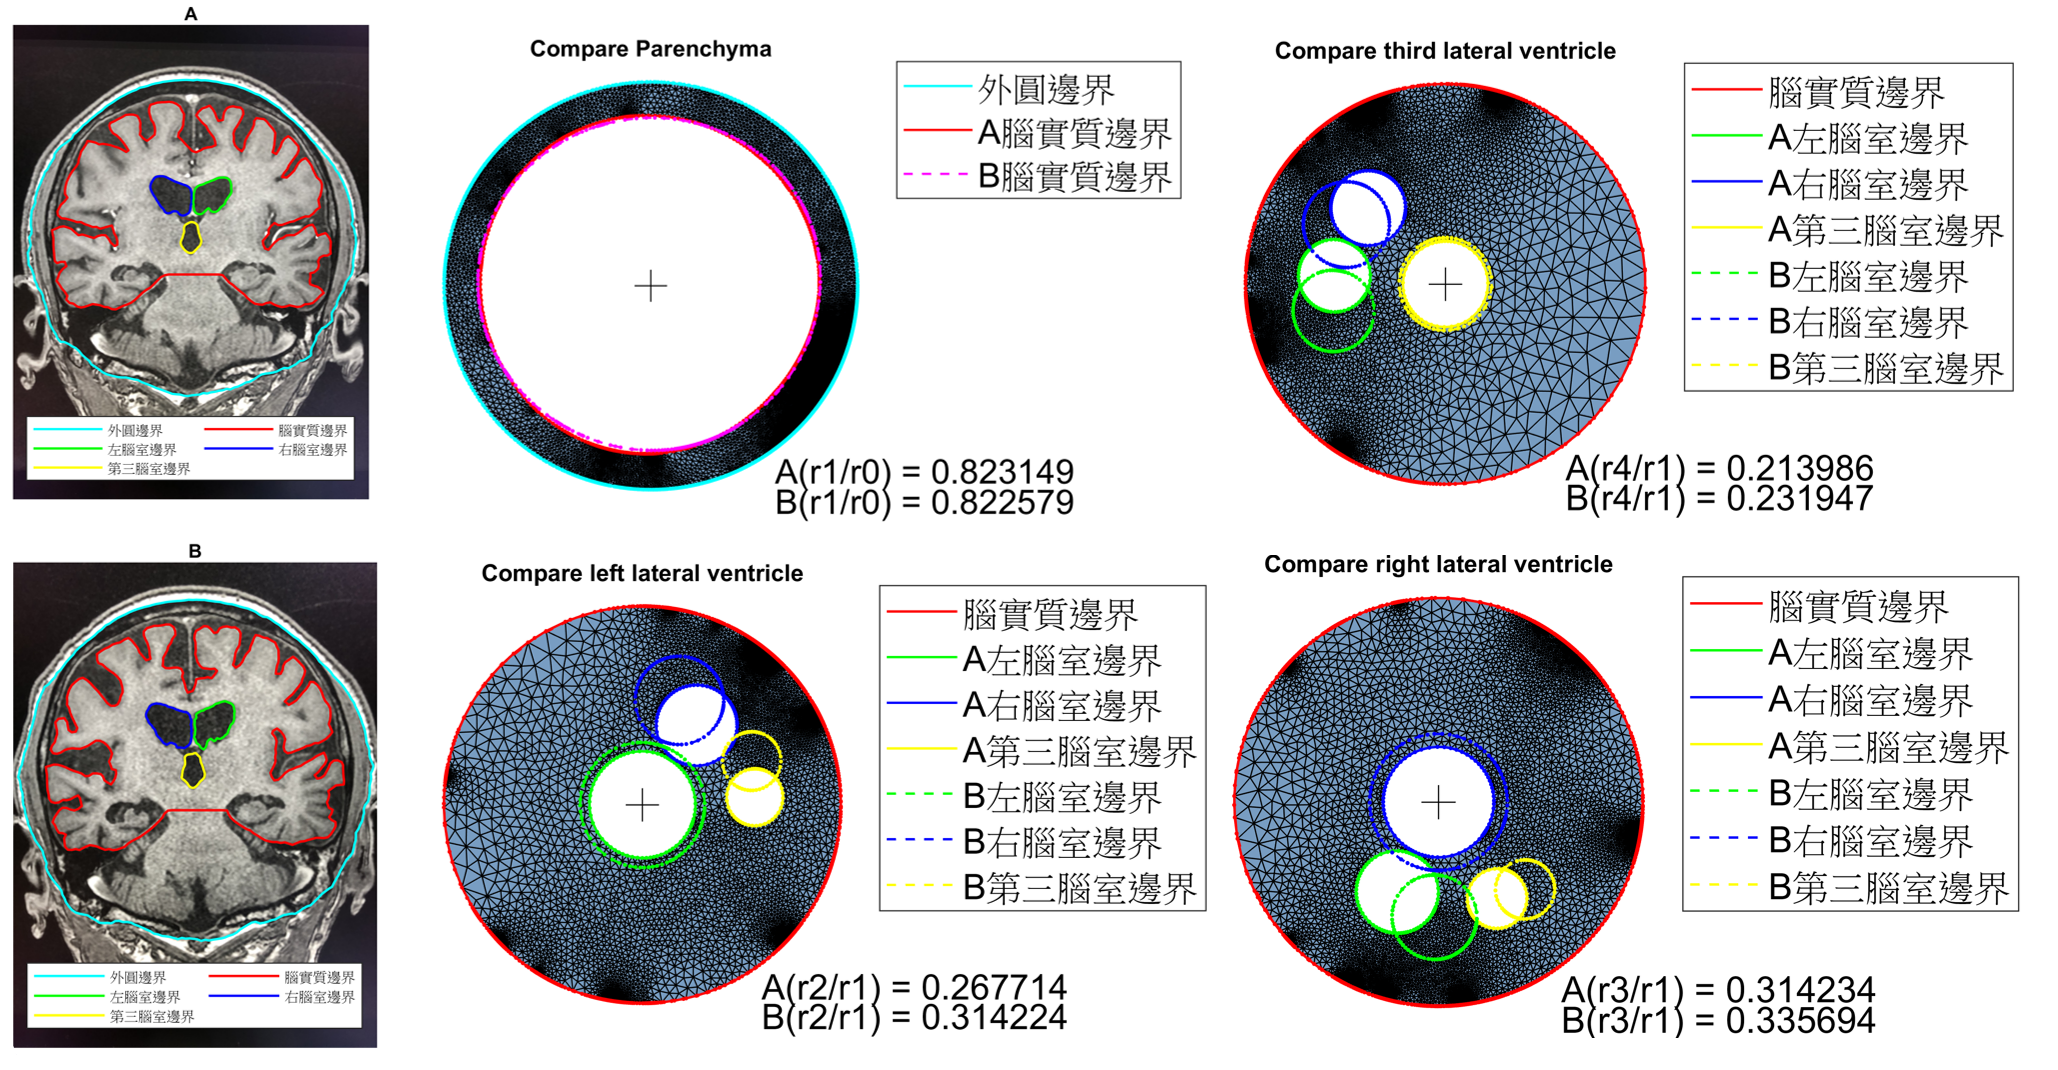 A
外圓邊界
腦實質邊界
左腦室邊界
右腦室邊界
第三腦室邊界
Compare Parenchyma
外圓邊界
A腦實質邊界
B腦實質邊界
A(r1/r0) = 0.823149
B(r1/r0) = 0.822579
Compare third lateral ventricle
腦實質邊界
A左腦室邊界
A右腦室邊界
A第三腦室邊界
B左腦室邊界
B右腦室邊界
B第三腦室邊界
A(r4/r1) = 0.213986
B(r4/r1) = 0.231947
B
外圓邊界
腦實質邊界
左腦室邊界
右腦室邊界
第三腦室邊界
Compare left lateral ventricle
腦實質邊界
A左腦室邊界
A右腦室邊界
A第三腦室邊界
B左腦室邊界
B右腦室邊界
B第三腦室邊界
A(r2/r1) = 0.267714
B(r2/r1) = 0.314224
Compare right lateral ventricle
腦實質邊界
A左腦室邊界
A右腦室邊界
A第三腦室邊界
B左腦室邊界
B右腦室邊界
B第三腦室邊界
A(r3/r1) = 0.314234
B(r3/r1) = 0.335694